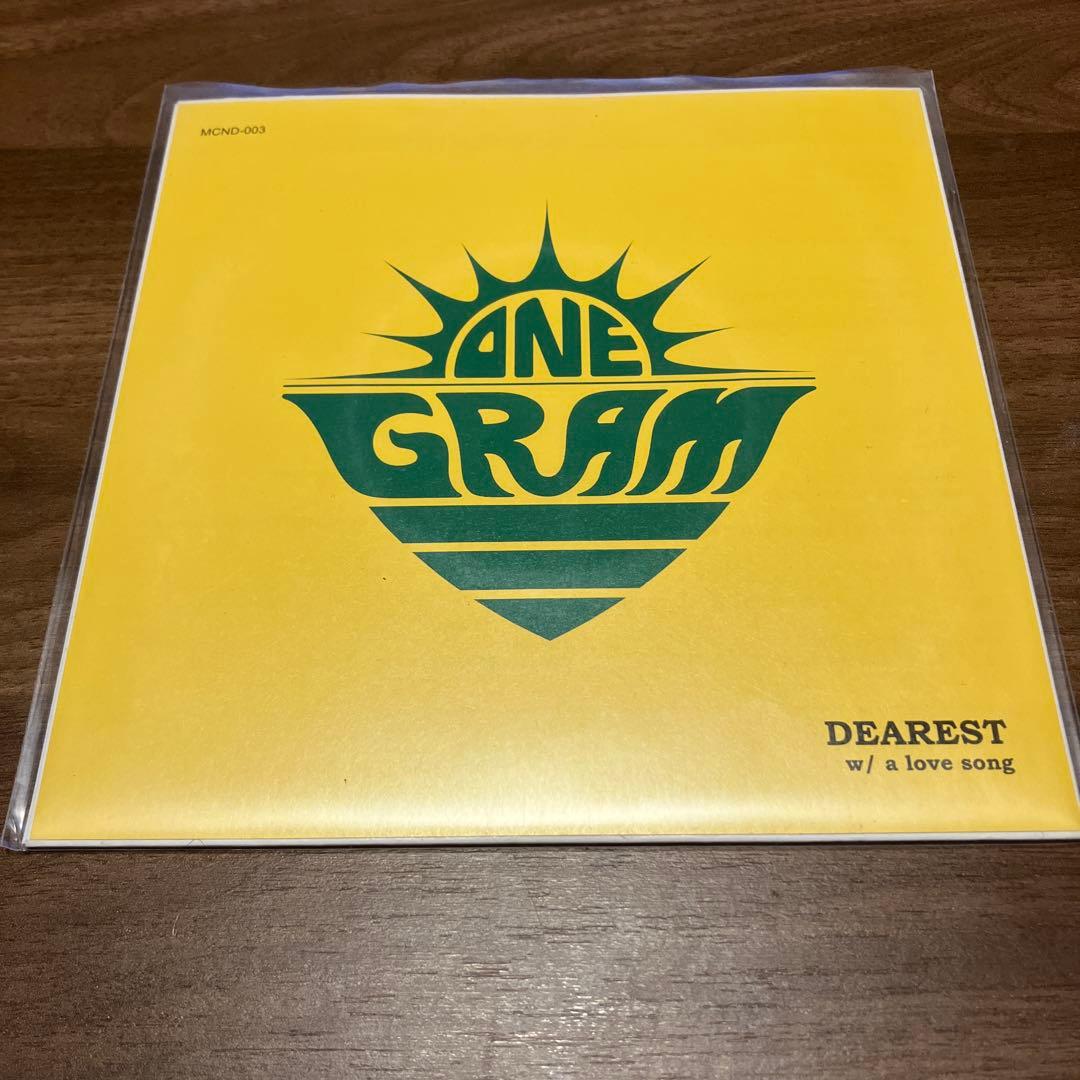 MCND-003
ONE
GRAM
DEAREST
w/ a love song